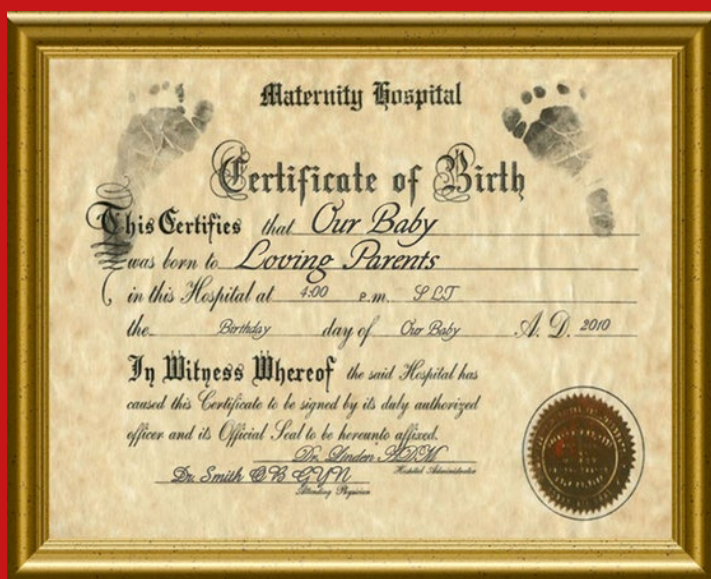 Maternity Hospital
Certificate of Birth
This Certifies that Our Baby
was born to Loving Parents
in this Hospital at 4:00 p.m. SLT
the Birthday day of Our Baby A. D. 2010
In Witness Whereof the said Hospital has
caused this Certificate to be signed by its duly authorized
officer and its Official Seal to be hereunto affixed.
Dr. Linden ADM
Hospital Administrator
Dr. Smith OB GYN
Attending Physician